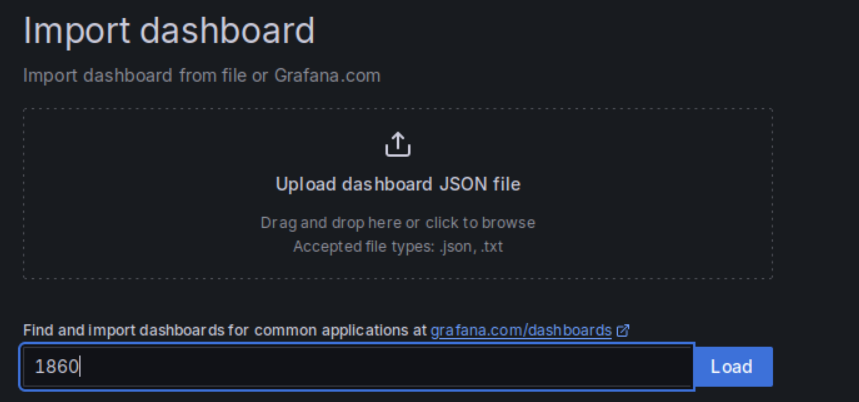 Import dashboard
Import dashboard from file or Grafana.com
Upload dashboard JSON file
Drag and drop here or click to browse
Accepted file types: .json, .txt
Find and import dashboards for common applications at grafana.com/dashboards
1860
Load